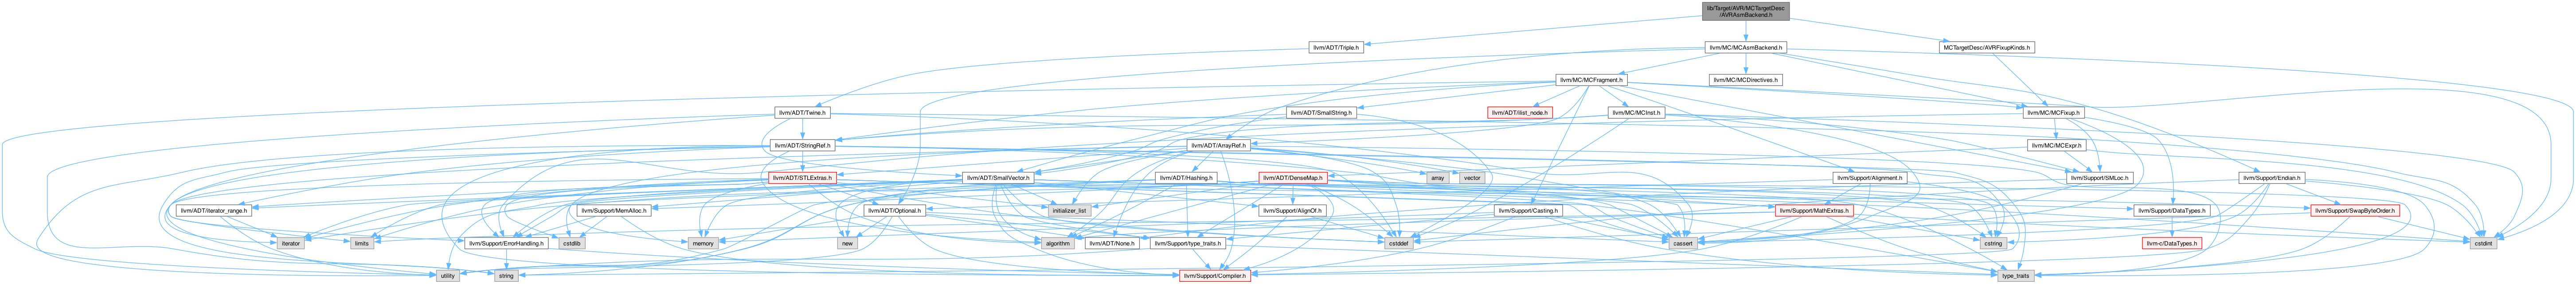 lib/Target/AVR/MCTargetDesc
/AVRAsmBackend.h
llvm/ADT/Triple.h
llvm/MC/MCAsmBackend.h
MCTargetDesc/AVRFixupKinds.h
llvm/MC/MCFragment.h
llvm/MC/MCDirectives.h
llvm/ADT/Twine.h
llvm/ADT/SmallString.h
llvm/ADT/ilist_node.h
llvm/MC/MCInst.h
llvm/MC/MCFixup.h
llvm/ADT/StringRef.h
llvm/ADT/ArrayRef.h
llvm/MC/MCExpr.h
llvm/ADT/STLExtras.h
llvm/ADT/SmallVector.h
llvm/ADT/Hashing.h
llvm/ADT/DenseMap.h
array
vector
llvm/Support/Alignment.h
llvm/Support/SMLoc.h
llvm/Support/Endian.h
llvm/ADT/iterator_range.h
llvm/Support/MemAlloc.h
llvm/ADT/Optional.h
initializer_list
llvm/Support/AlignOf.h
llvm/Support/Casting.h
llvm/Support/MathExtras.h
llvm/Support/DataTypes.h
llvm/Support/SwapByteOrder.h
iterator
limits
llvm/Support/ErrorHandling.h
cstdlib
memory
new
algorithm
llvm/ADT/None.h
llvm/Support/type_traits.h
cstddef
cassert
cstring
llvm-c/DataTypes.h
cstdint
utility
string
llvm/Support/Compiler.h
type_traits